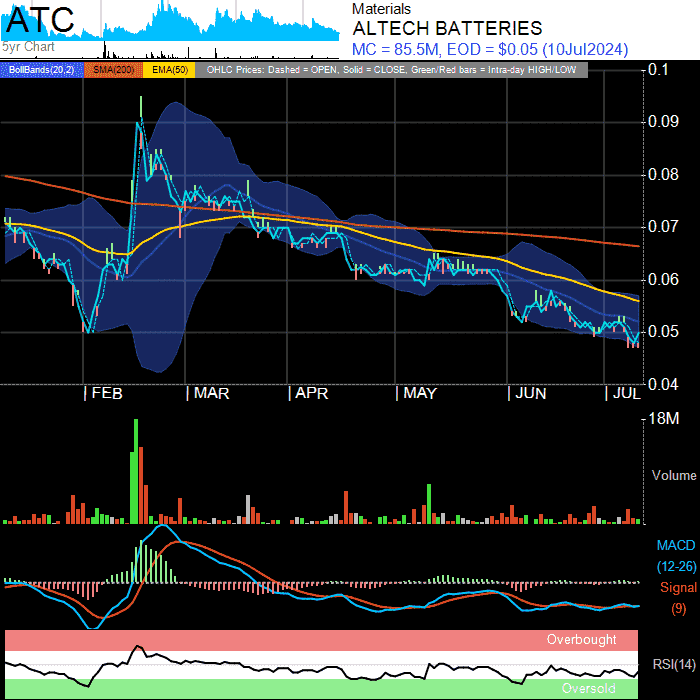 ATC
5yr Chart
Materials
ALTECH BATTERIES
MC = 85.5M, EOD = $0.05 (10Jul2024)
BollBands(20,2) SMA(200) EMA(50) OHLC Prices: Dashed = OPEN, Solid = CLOSE, Green/Red bars = Intra-day HIGH/LOW
0.1
0.09
0.08
0.07
0.06
0.05
0.04
| FEB | MAR | APR | MAY | JUN | JUL
18M
Volume
MACD
(12-26)
Signal
(9)
Overbought
RSI(14)
Oversold